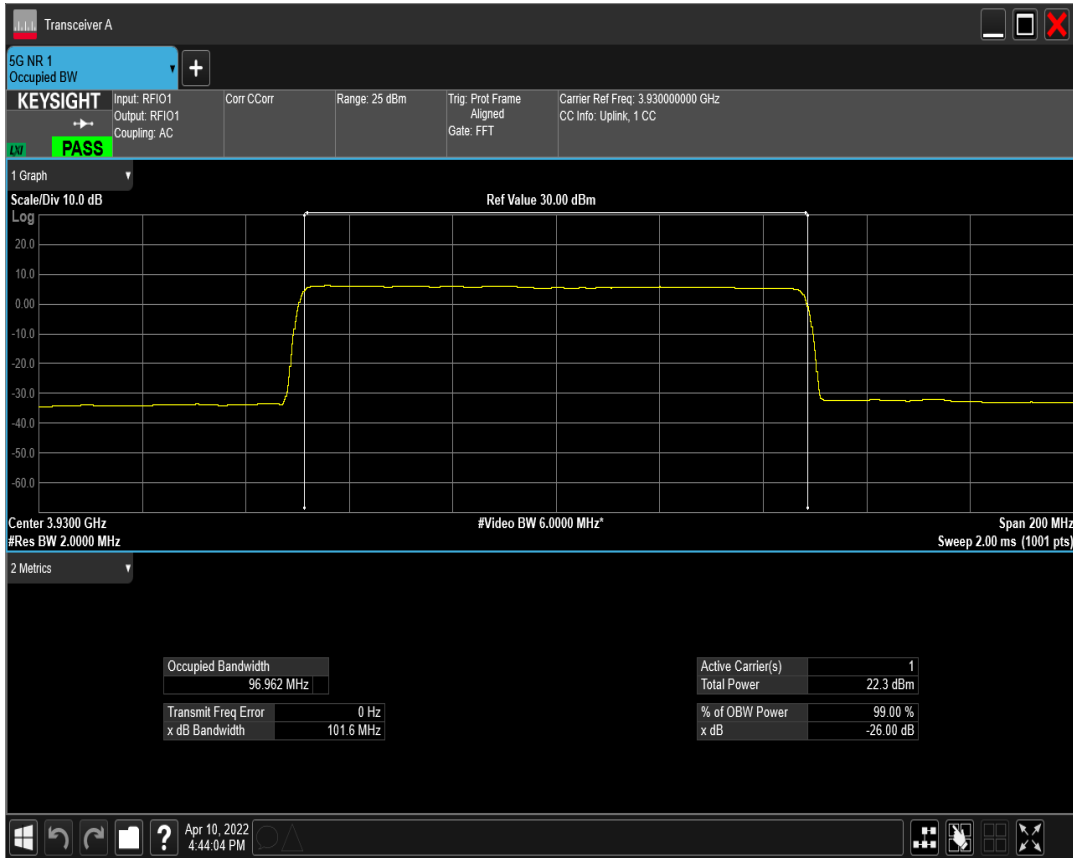 Transceiver A
5G NR 1
Occupied BW
KEYSIGHT
LXI
PASS
Input: RFIO1
Output: RFIO1
Coupling: AC
Corr CCorr
Range: 25 dBm
Trig: Prot Frame
Aligned
Gate: FFT
Carrier Ref Freq: 3.930000000 GHz
CC Info: Uplink, 1 CC
1 Graph
Scale/Div 10.0 dB
Ref Value 30.00 dBm
Log
20.0
10.0
0.00
-10.0
-20.0
-30.0
-40.0
-50.0
-60.0
Center 3.9300 GHz
#Video BW 6.0000 MHz*
Span 200 MHz
#Res BW 2.0000 MHz
Sweep 2.00 ms (1001 pts)
2 Metrics
Occupied Bandwidth
96.962 MHz
Transmit Freq Error 0 Hz
x dB Bandwidth 101.6 MHz
Active Carrier(s) 1
Total Power 22.3 dBm
% of OBW Power 99.00 %
x dB -26.00 dB
?
Apr 10, 2022
4:44:04 PM